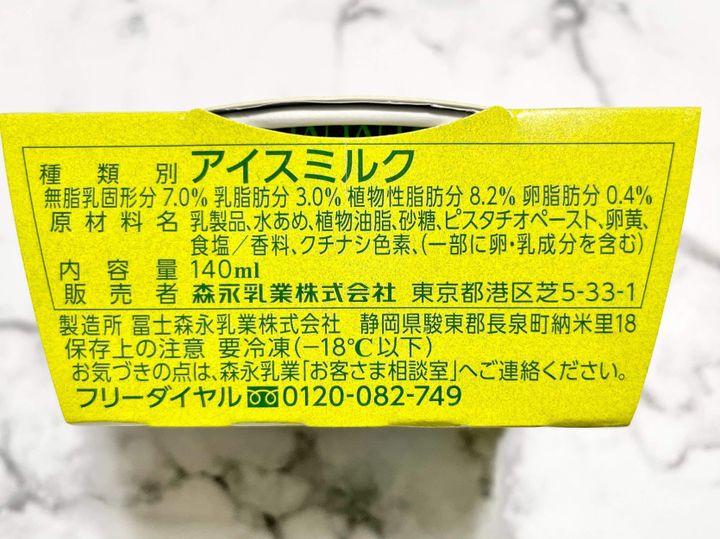 種類別 アイスミルク
無脂乳固形分 7.0% 乳脂肪分 3.0% 植物性脂肪分 8.2% 卵脂肪分 0.4%
原材料名 乳製品、水あめ、植物油脂、砂糖、ピスタチオペースト、卵黄、
食塩／香料、クチナシ色素、(一部に卵・乳成分を含む)
内容量 140ml
販売者 森永乳業株式会社 東京都港区芝5-33-1
製造所 冨士森永乳業株式会社 静岡県駿東郡長泉町納米里18
保存上の注意 要冷凍(−18℃以下)
お気づきの点は、森永乳業「お客さま相談室」へご連絡ください。
フリーダイヤル 0120-082-749